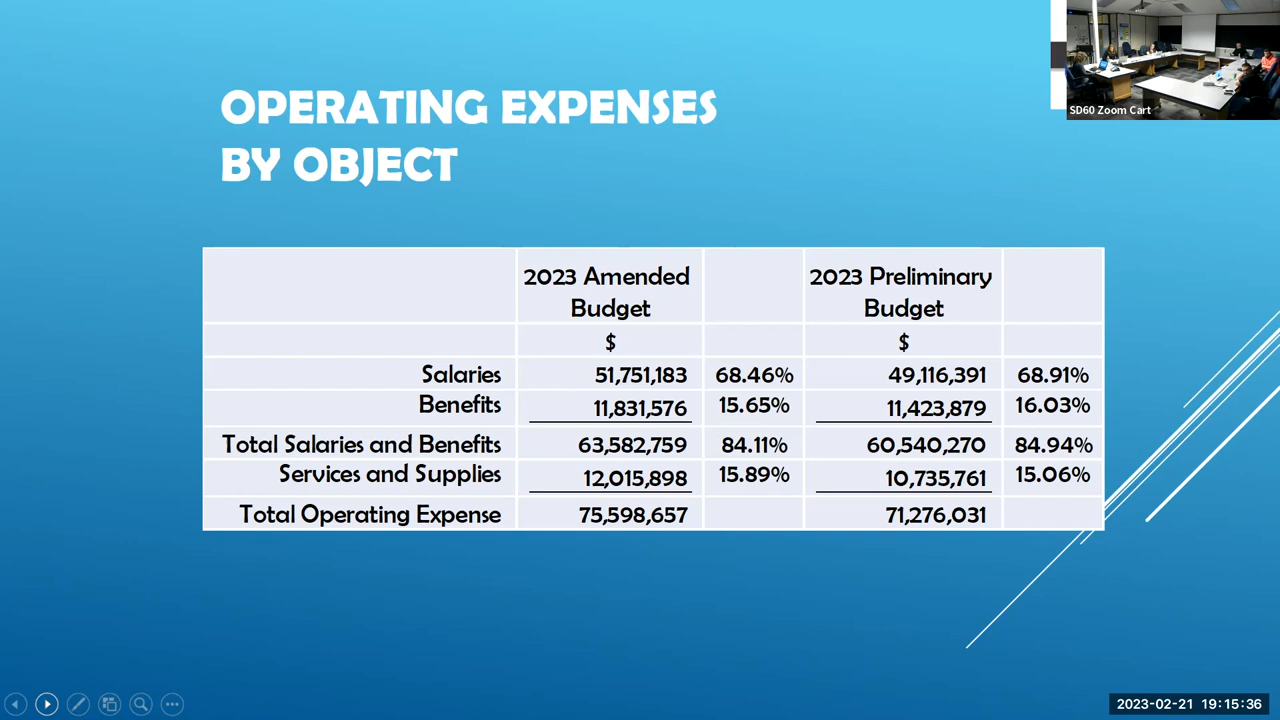 SD60 Zoom Cart
OPERATING EXPENSES
BY OBJECT
2023 Amended Budget 2023 Preliminary Budget
$ $
Salaries 51,751,183 68.46% 49,116,391 68.91%
Benefits 11,831,576 15.65% 11,423,879 16.03%
Total Salaries and Benefits 63,582,759 84.11% 60,540,270 84.94%
Services and Supplies 12,015,898 15.89% 10,735,761 15.06%
Total Operating Expense 75,598,657 71,276,031
2023-02-21 19:15:36